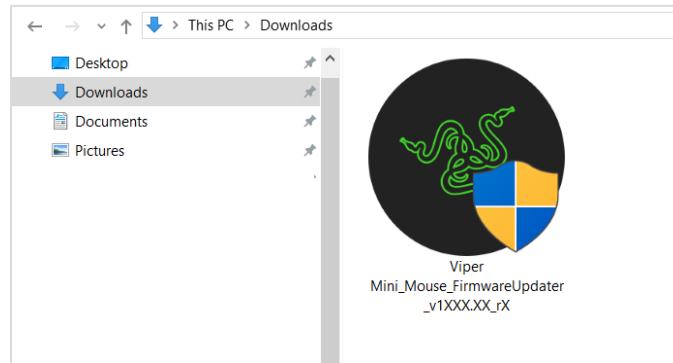 This PC > Downloads
Desktop
Downloads
Documents
Pictures
Viper
Mini_Mouse_FirmwareUpdater
_v1XXX.XX_rX